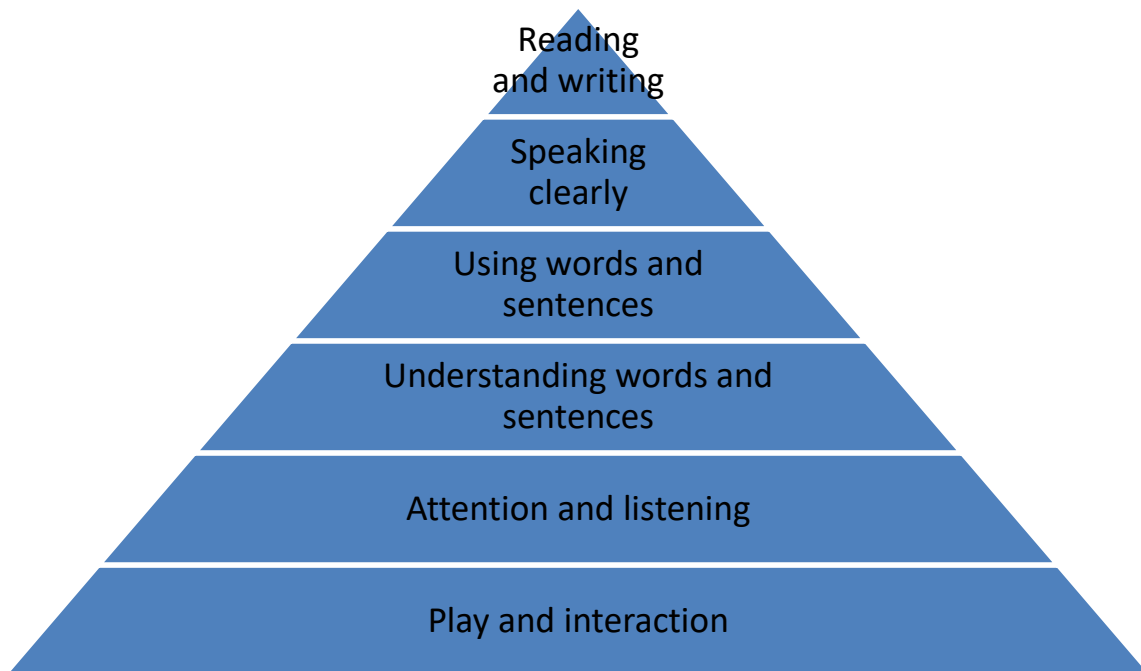 Reading
and writing
Speaking
clearly
Using words and
sentences
Understanding words and
sentences
Attention and listening
Play and interaction